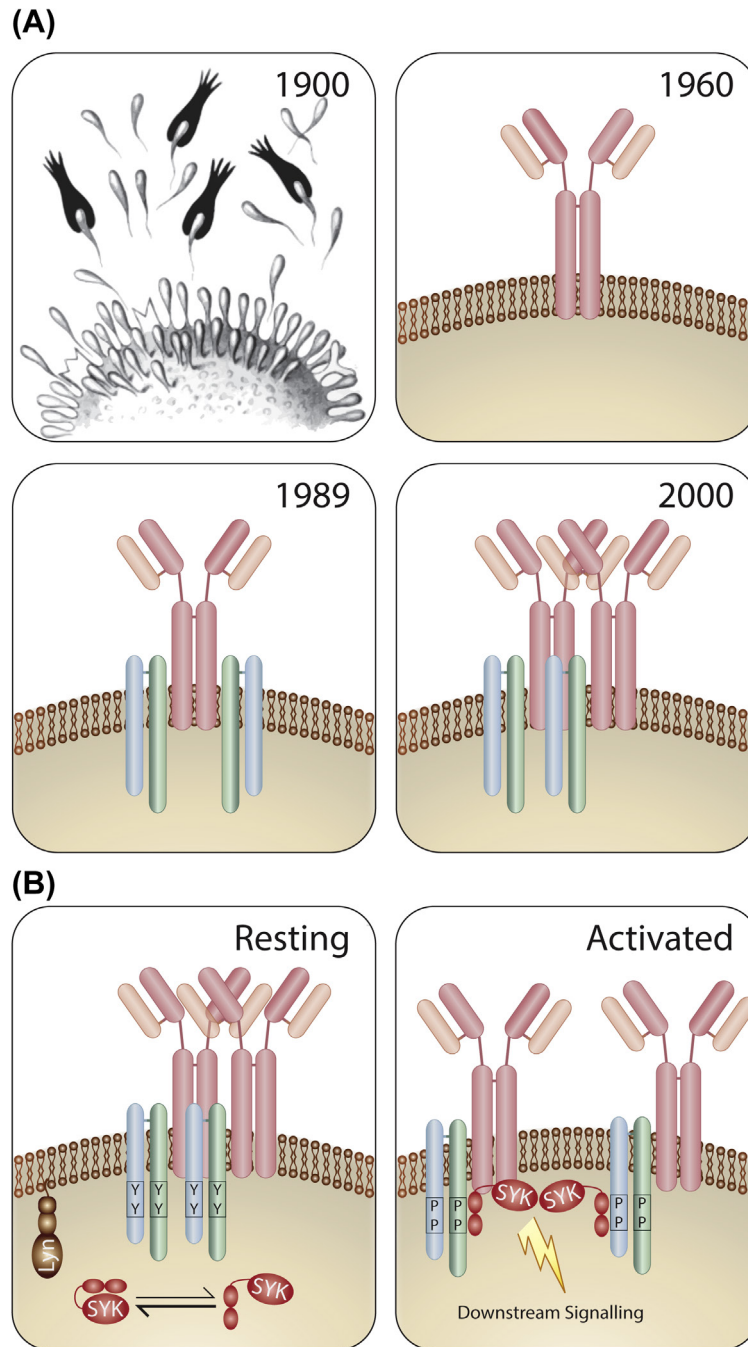 (A)
1900
1960
1989
2000
(B)
Resting
Y Y Y Y
Y Y Y Y
Lyn
SYK
SYK
Activated
SYK SYK
P P P P
P P P P
Downstream Signalling